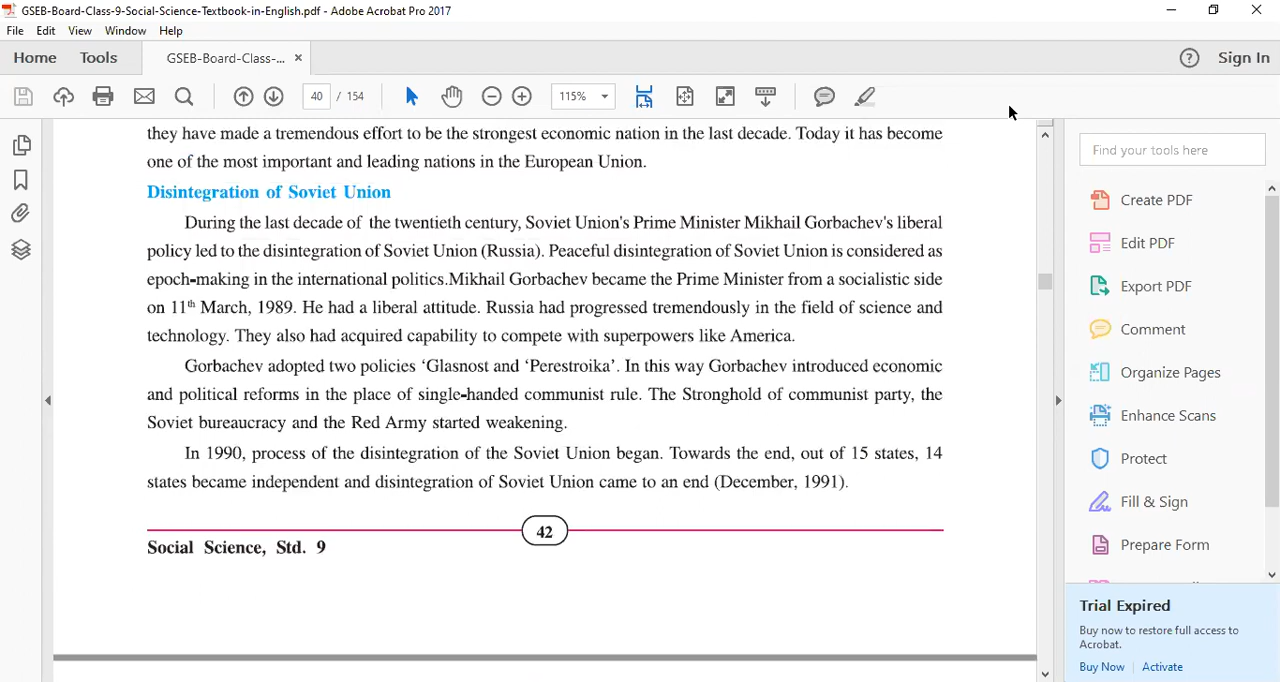 GSEB-Board-Class-9-Social-Science-Textbook-in-English.pdf - Adobe Acrobat Pro 2017
File Edit View Window Help
Home Tools GSEB-Board-Class-... × Sign In
40 / 154 115%
they have made a tremendous effort to be the strongest economic nation in the last decade. Today it has become
one of the most important and leading nations in the European Union.
Disintegration of Soviet Union
During the last decade of the twentieth century, Soviet Union's Prime Minister Mikhail Gorbachev's liberal
policy led to the disintegration of Soviet Union (Russia). Peaceful disintegration of Soviet Union is considered as
epoch-making in the international politics.Mikhail Gorbachev became the Prime Minister from a socialistic side
on 11th March, 1989. He had a liberal attitude. Russia had progressed tremendously in the field of science and
technology. They also had acquired capability to compete with superpowers like America.
Gorbachev adopted two policies ‘Glasnost and ‘Perestroika’. In this way Gorbachev introduced economic
and political reforms in the place of single-handed communist rule. The Stronghold of communist party, the
Soviet bureaucracy and the Red Army started weakening.
In 1990, process of the disintegration of the Soviet Union began. Towards the end, out of 15 states, 14
states became independent and disintegration of Soviet Union came to an end (December, 1991).
42
Social Science, Std. 9
Find your tools here
Create PDF
Edit PDF
Export PDF
Comment
Organize Pages
Enhance Scans
Protect
Fill & Sign
Prepare Form
Trial Expired
Buy now to restore full access to
Acrobat.
Buy Now Activate